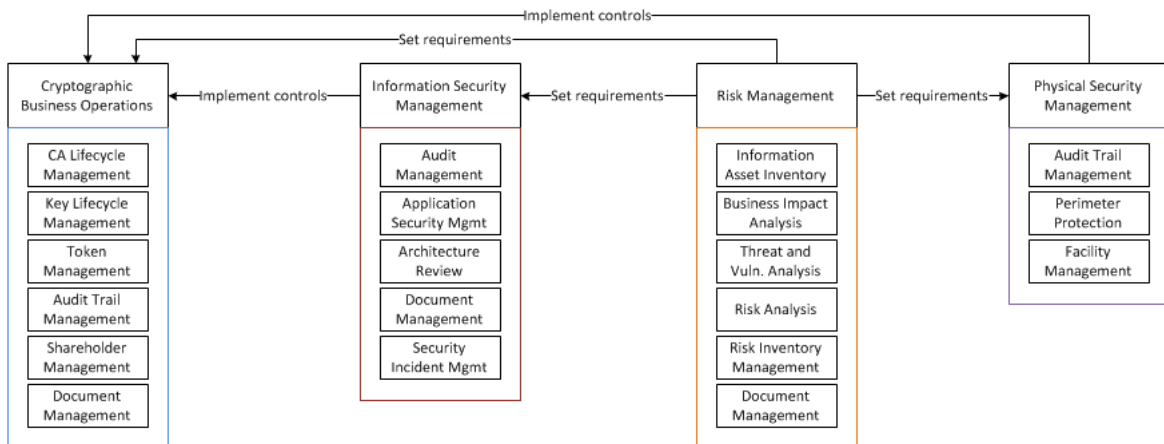 Implement controls
Set requirements
Cryptographic
Business Operations
Implement controls
Information Security
Management
Set requirements
Risk Management
Set requirements
Physical Security
Management
CA Lifecycle
Management
Key Lifecycle
Management
Token
Management
Audit Trail
Management
Shareholder
Management
Document
Management
Audit
Management
Application
Security Mgmt
Architecture
Review
Document
Management
Security
Incident Mgmt
Information
Asset Inventory
Business Impact
Analysis
Threat and
Vuln. Analysis
Risk Analysis
Risk Inventory
Management
Document
Management
Audit Trail
Management
Perimeter
Protection
Facility
Management